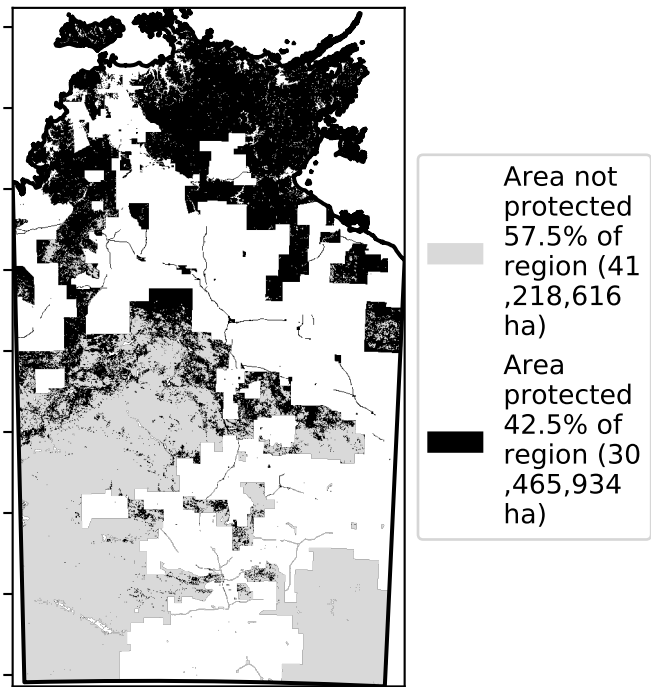 Area not
protected
57.5% of
region (41
,218,616
ha)
Area
protected
42.5% of
region (30
,465,934
ha)